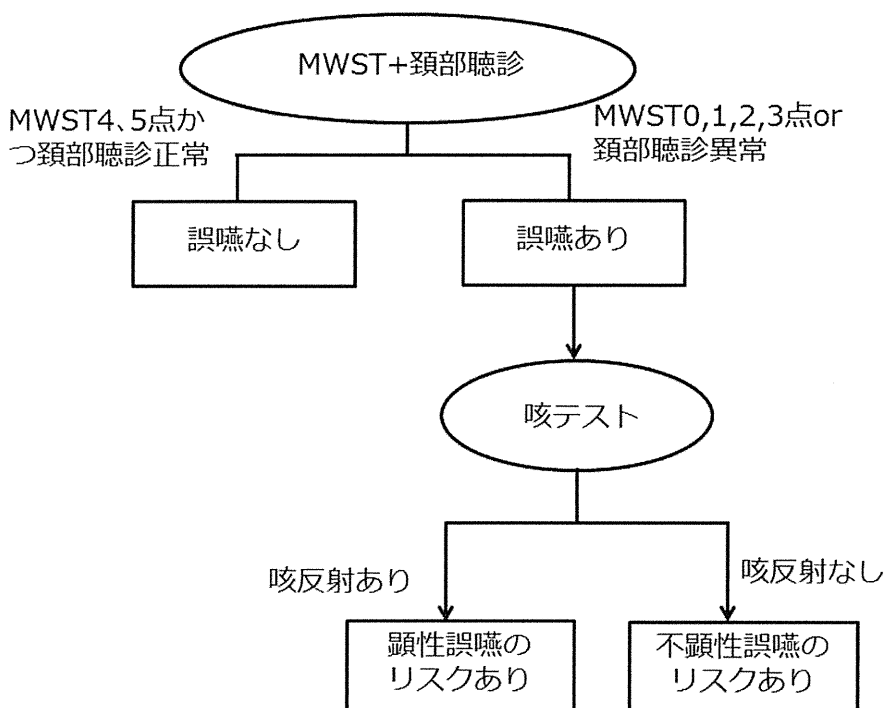 MWST+頚部聴診
MWST4、5点か
つ頚部聴診正常
MWST0,1,2,3点or
頚部聴診異常
誤嚥なし
誤嚥あり
咳テスト
咳反射あり
咳反射なし
顕性誤嚥の
リスクあり
不顕性誤嚥の
リスクあり